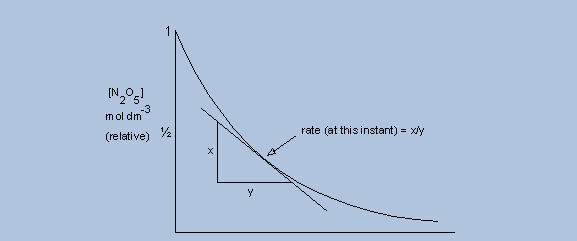 1
[N2O5]
mol dm-3
(relative)
½
rate (at this instant) = x/y
x
y